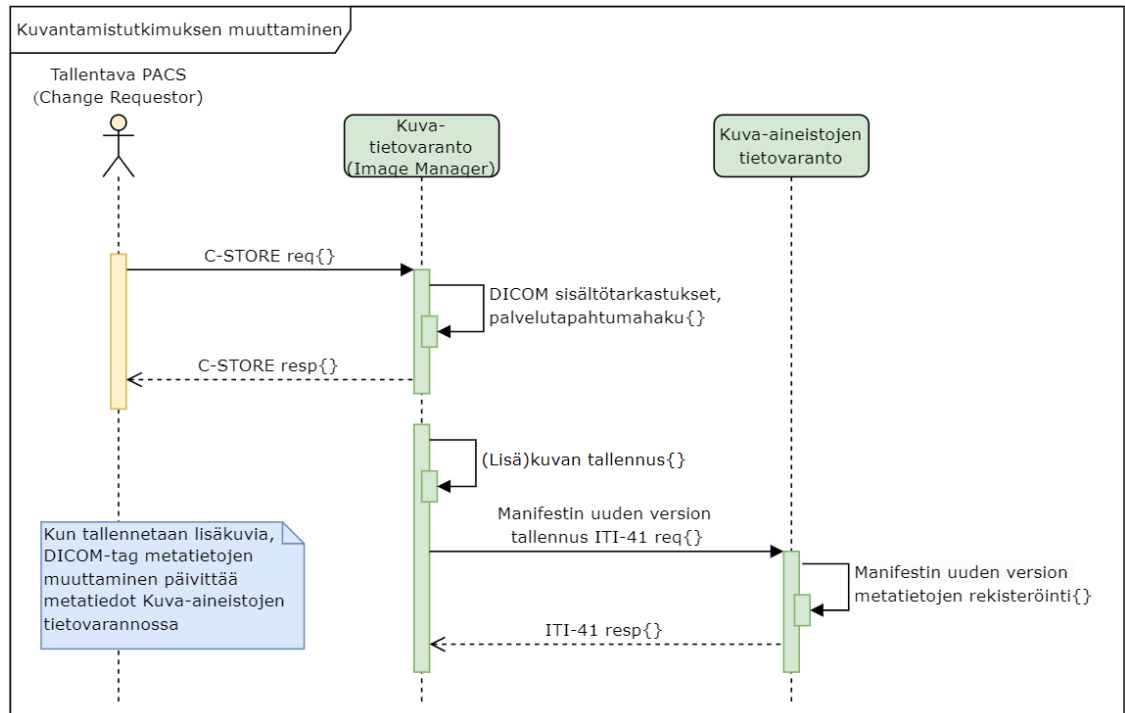 Kuvantamistutkimuksen muuttaminen
Tallentava PACS
(Change Requestor)
Kuva-
tietovaranto
(Image Manager)
Kuva-aineistojen
tietovaranto
C-STORE req{}
DICOM sisältötarkastukset,
palvelutapahtumahaku{}
C-STORE resp{}
(Lisä)kuvan tallennus{}
Manifestin uuden version
tallennus ITI-41 req{}
Kun tallennetaan lisäkuvia,
DICOM-tag metatietojen
muuttaminen päivittää
metatiedot Kuva-aineistojen
tietovarannossa
Manifestin uuden version
metatietojen rekisteröinti{}
ITI-41 resp{}